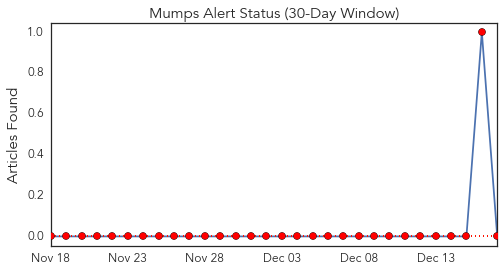 Mumps Alert Status (30-Day Window)
Articles Found
1.0
0.8
0.6
0.4
0.2
0.0
Nov 18 Nov 23 Nov 28 Dec 03 Dec 08 Dec 13